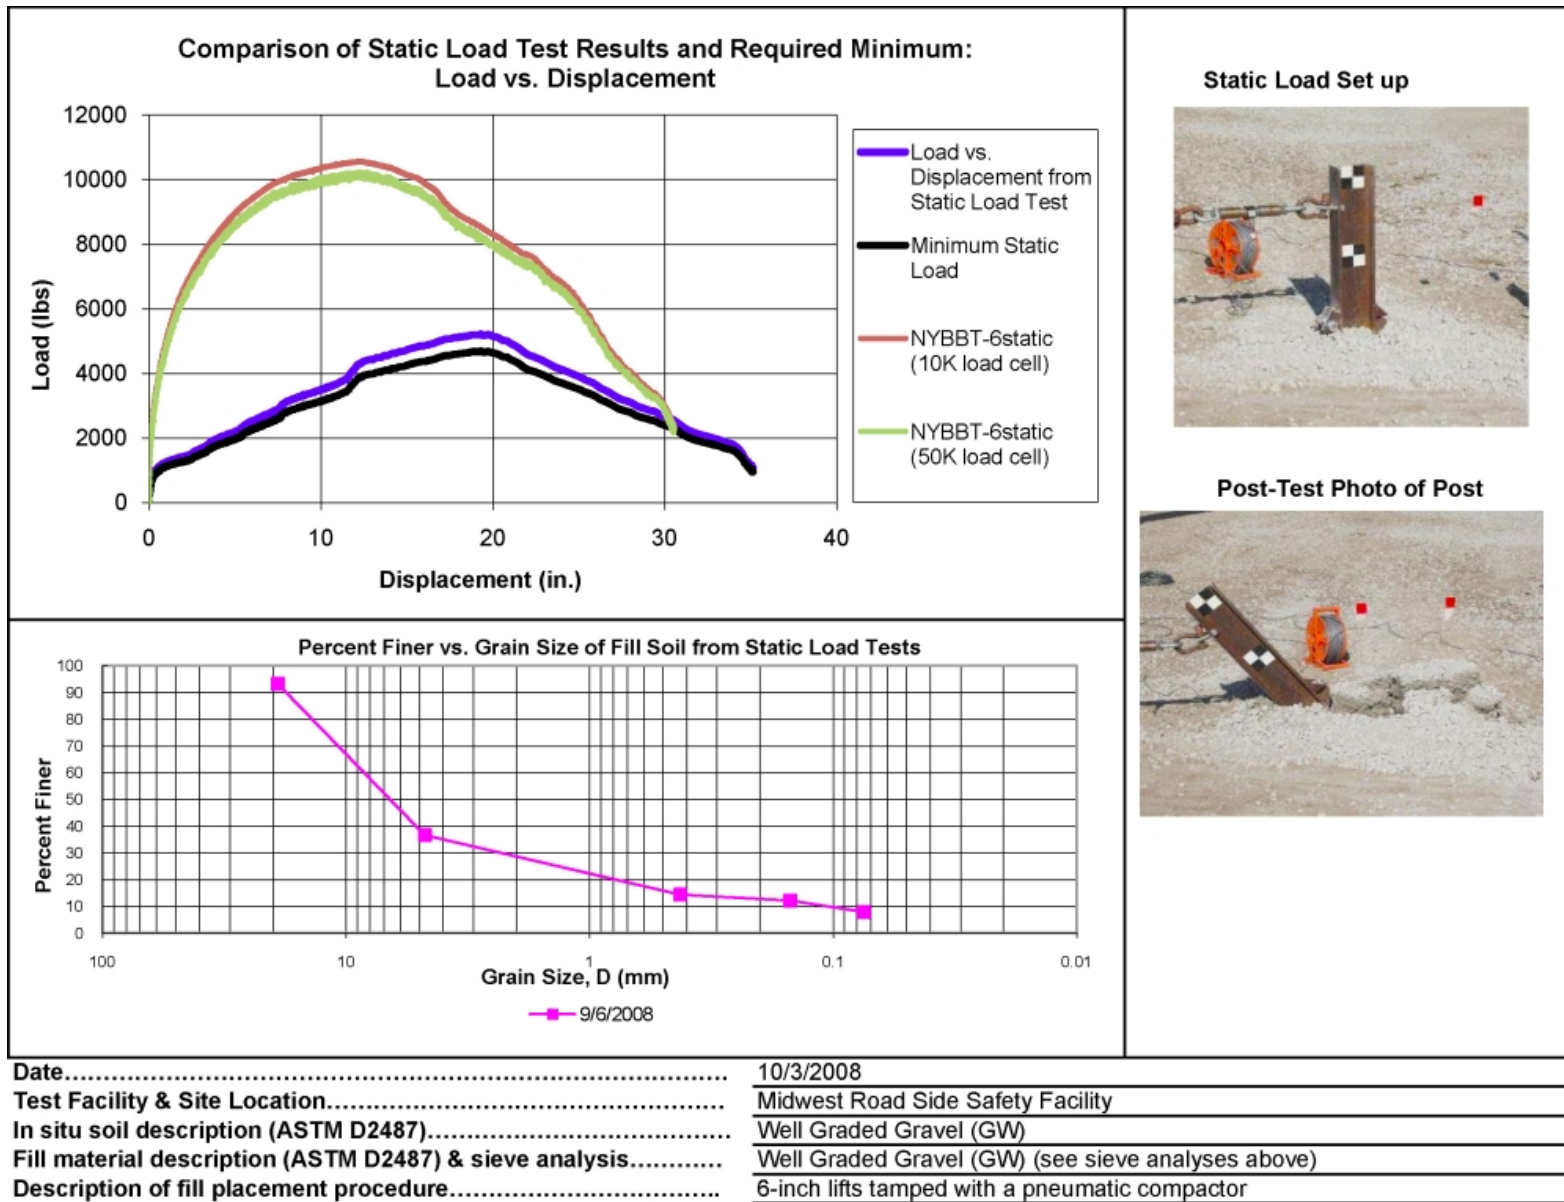 Comparison of Static Load Test Results and Required Minimum:
Load vs. Displacement
12000
10000
8000
6000
4000
2000
0
Load (lbs)
0 10 20 30 40
Displacement (in.)
Load vs.
Displacement from
Static Load Test
Minimum Static
Load
NYBBT-6static
(10K load cell)
NYBBT-6static
(50K load cell)
Static Load Set up
Post-Test Photo of Post
Percent Finer vs. Grain Size of Fill Soil from Static Load Tests
100
90
80
70
60
50
40
30
20
10
0
Percent Finer
100 10 1 0.1 0.01
Grain Size, D (mm)
9/6/2008
Date............................................................ 10/3/2008
Test Facility & Site Location............................................................ Midwest Road Side Safety Facility
In situ soil description (ASTM D2487)............................................................ Well Graded Gravel (GW)
Fill material description (ASTM D2487) & sieve analysis............ Well Graded Gravel (GW) (see sieve analyses above)
Description of fill placement procedure.................................... 6-inch lifts tamped with a pneumatic compactor